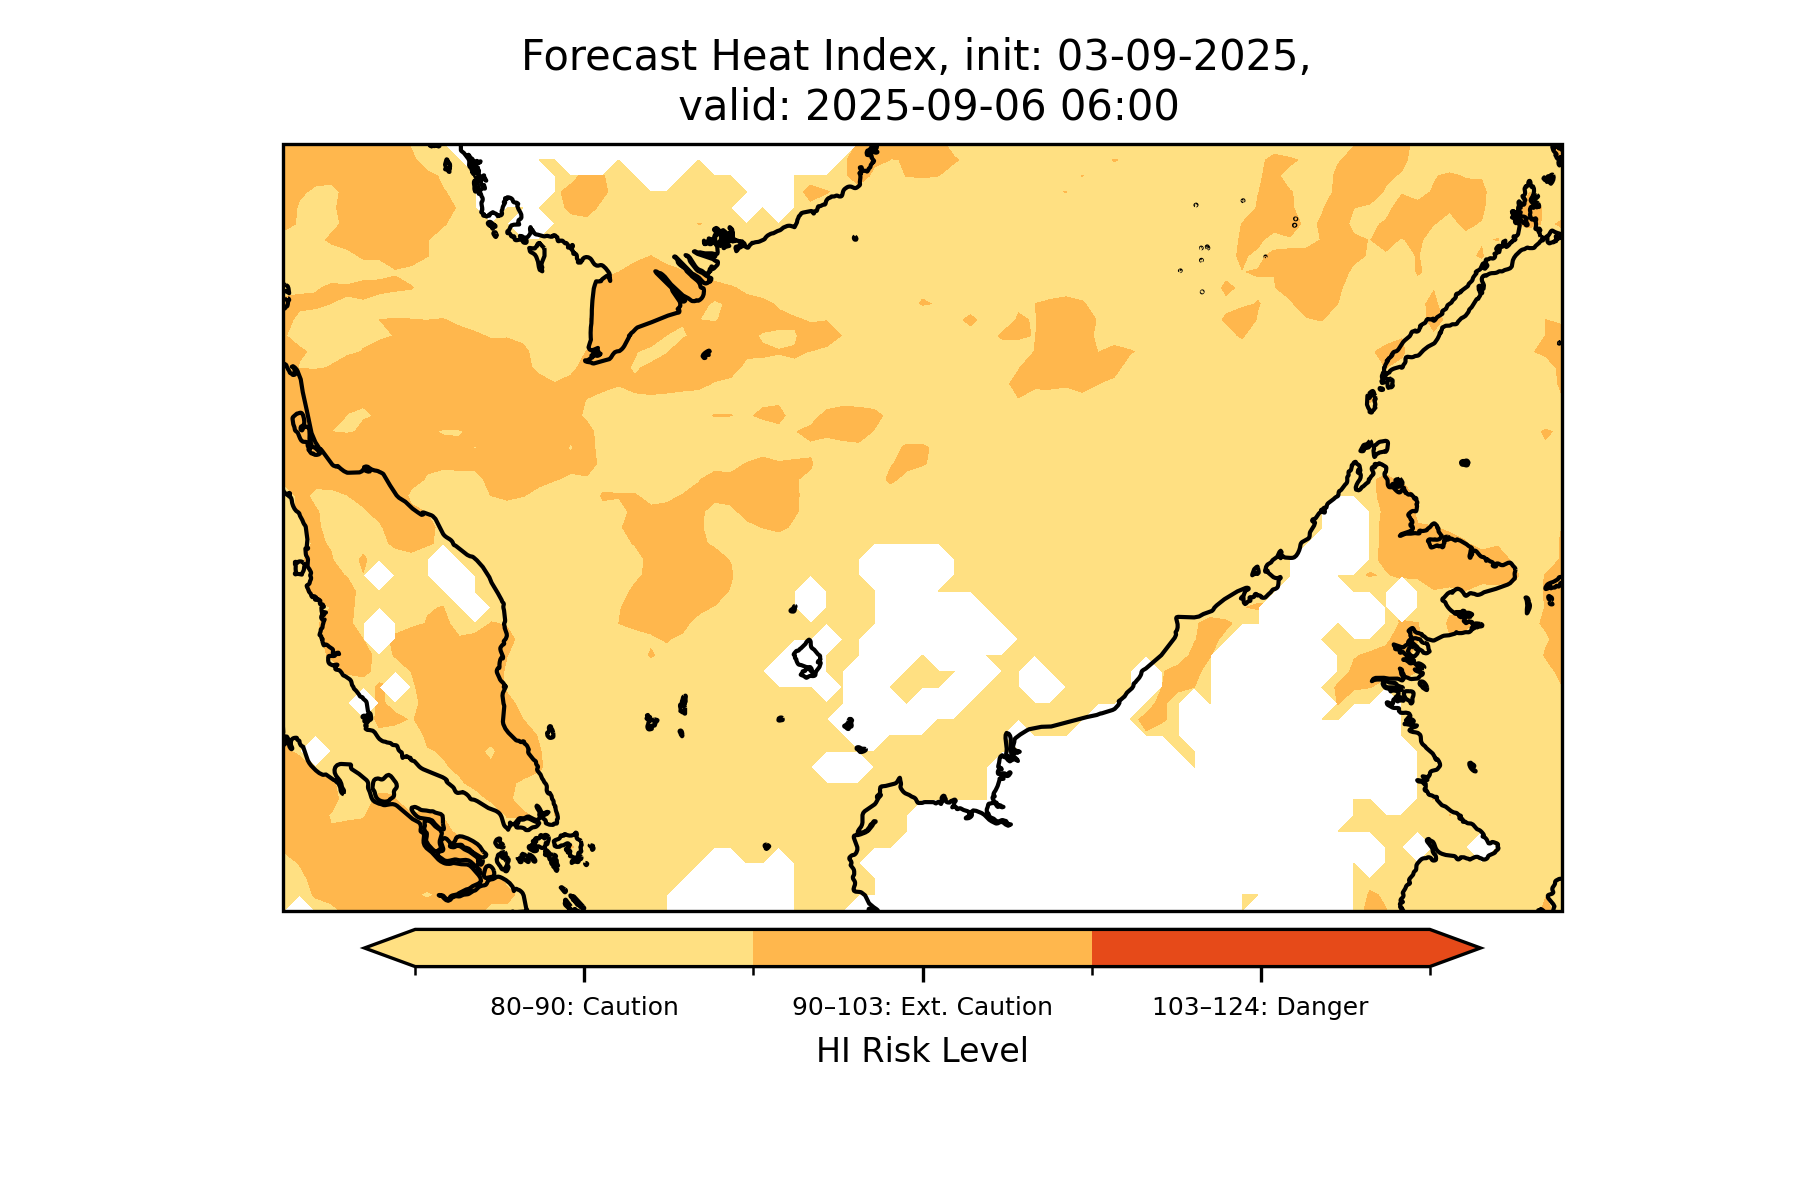 Forecast Heat Index, init: 03-09-2025,
valid: 2025-09-06 06:00
80–90: Caution
90–103: Ext. Caution
103–124: Danger
HI Risk Level